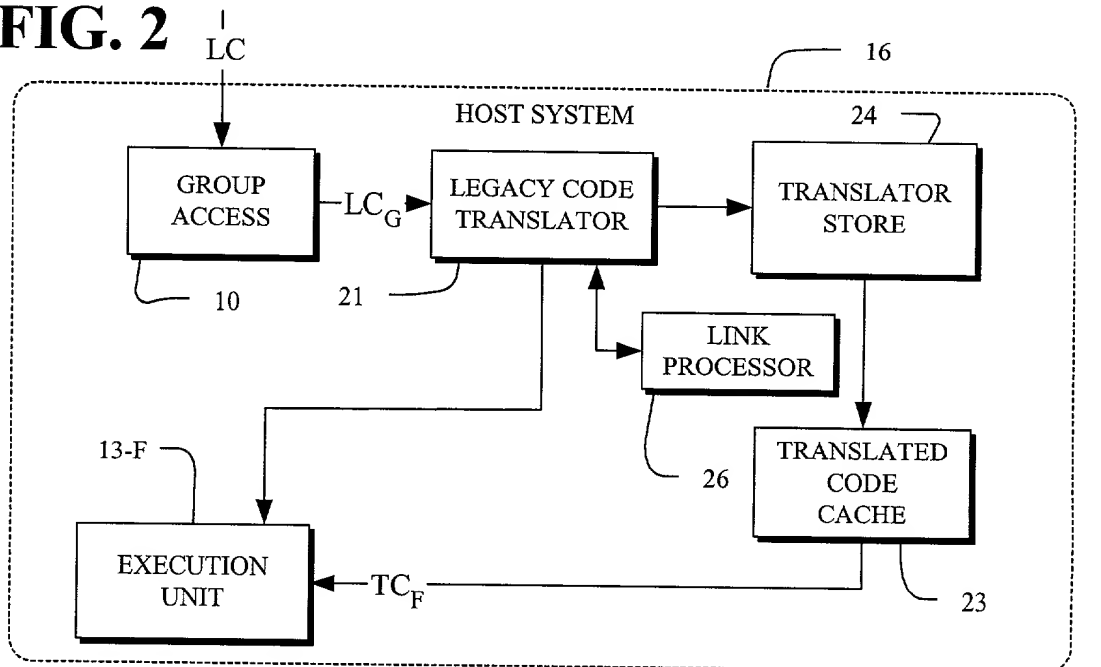 FIG. 2
LC
16
HOST SYSTEM
24
GROUP
ACCESS
LCG
LEGACY CODE
TRANSLATOR
TRANSLATOR
STORE
10
21
LINK
PROCESSOR
13-F
26
TRANSLATED
CODE
CACHE
EXECUTION
UNIT
TCF
23